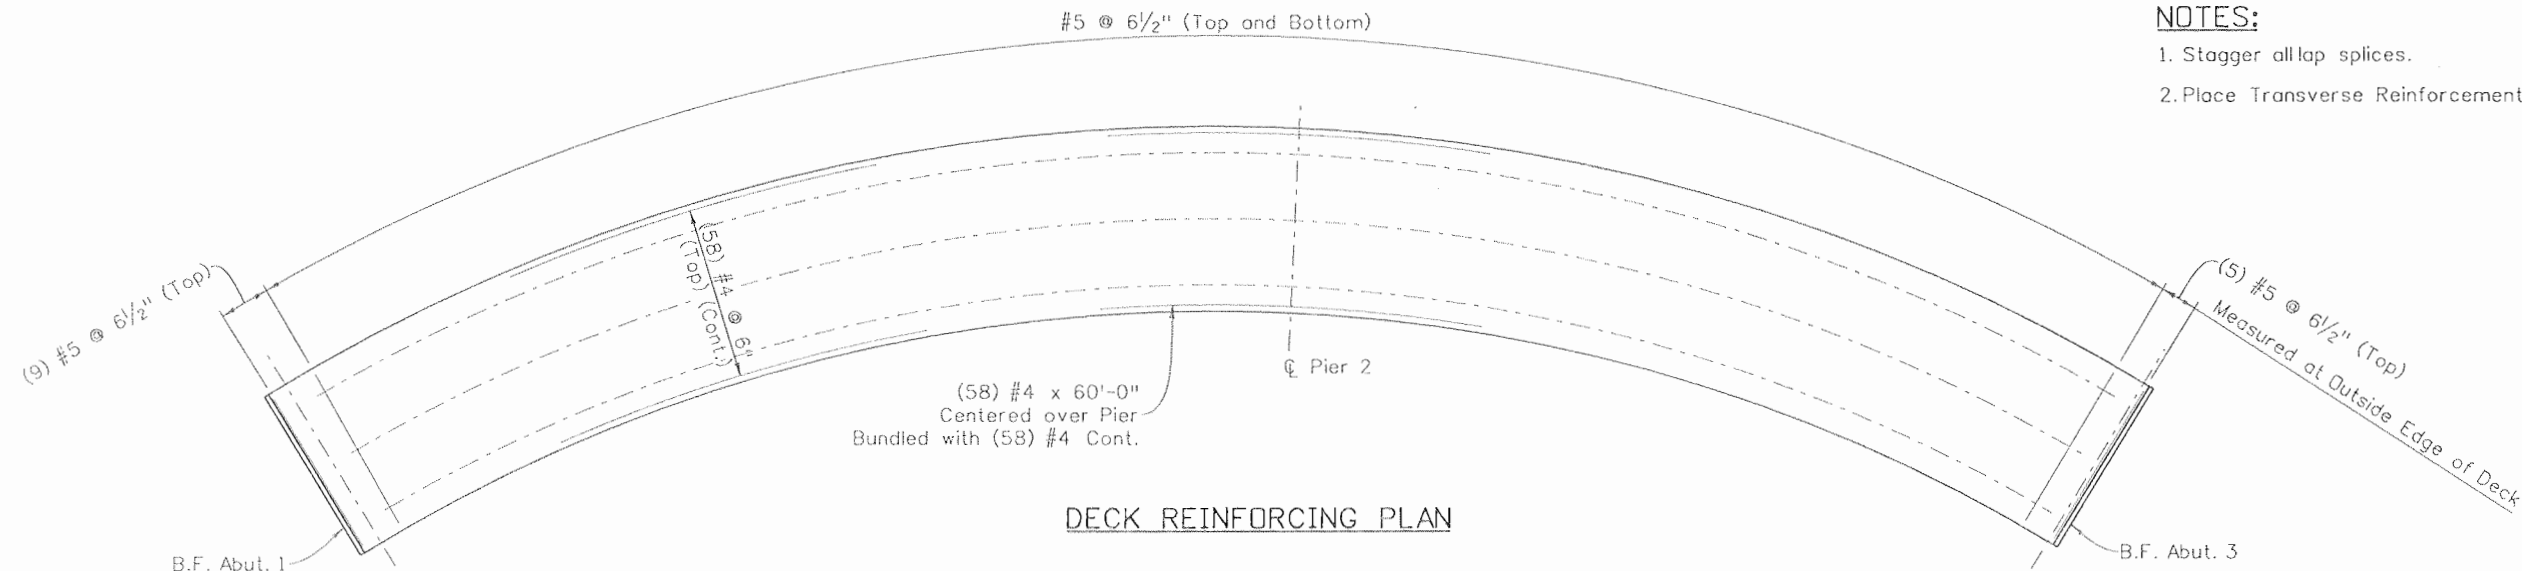 #5 @ 6½" (Top and Bottom)
NOTES:
1. Stagger all lap splices.
2. Place Transverse Reinforcement
(9) #5 @ 6½" (Top)
(58) #4 @ 6"
(Top) (Cont.)
(5) #5 @ 6½" (Top)
Measured at Outside Edge of Deck
℄ Pier 2
(58) #4 x 60'-0"
Centered over Pier
Bundled with (58) #4 Cont.
DECK REINFORCING PLAN
B.F. Abut. 1
B.F. Abut. 3